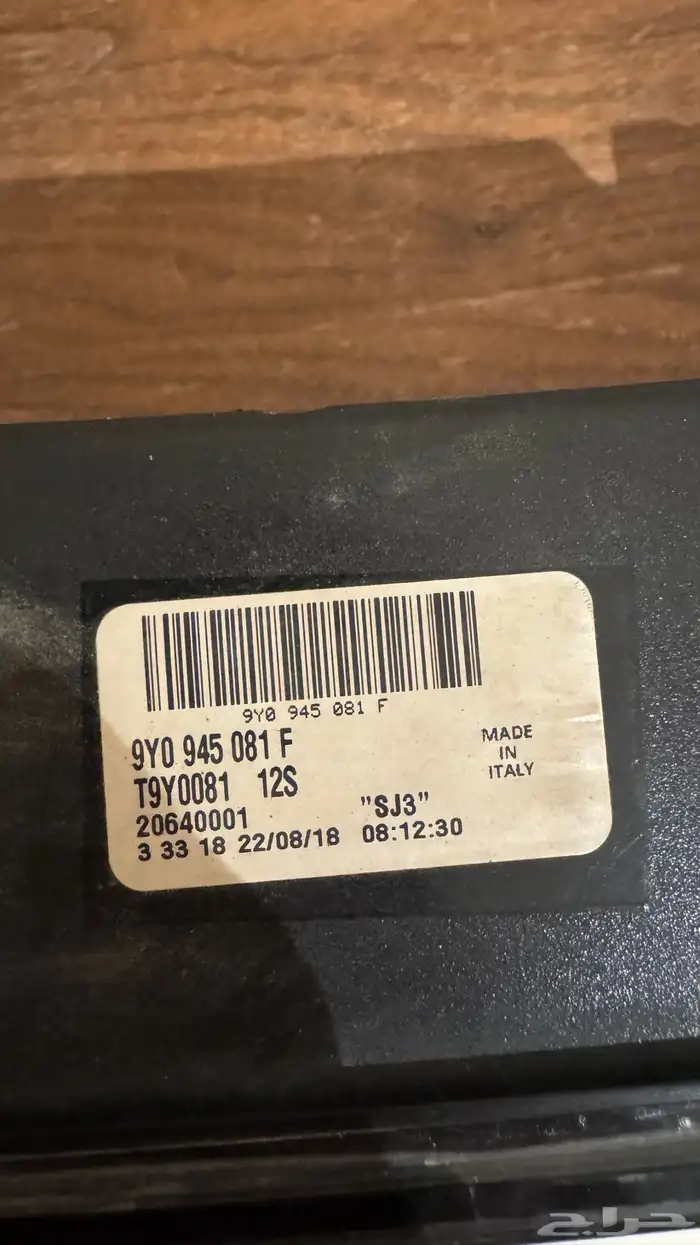 9Y0 945 081 F
9Y0 945 081 F
T9Y0081 12S
20640001 "SJ3"
3 33 18 22/08/18 08:12:30
MADE
IN
ITALY
حراج